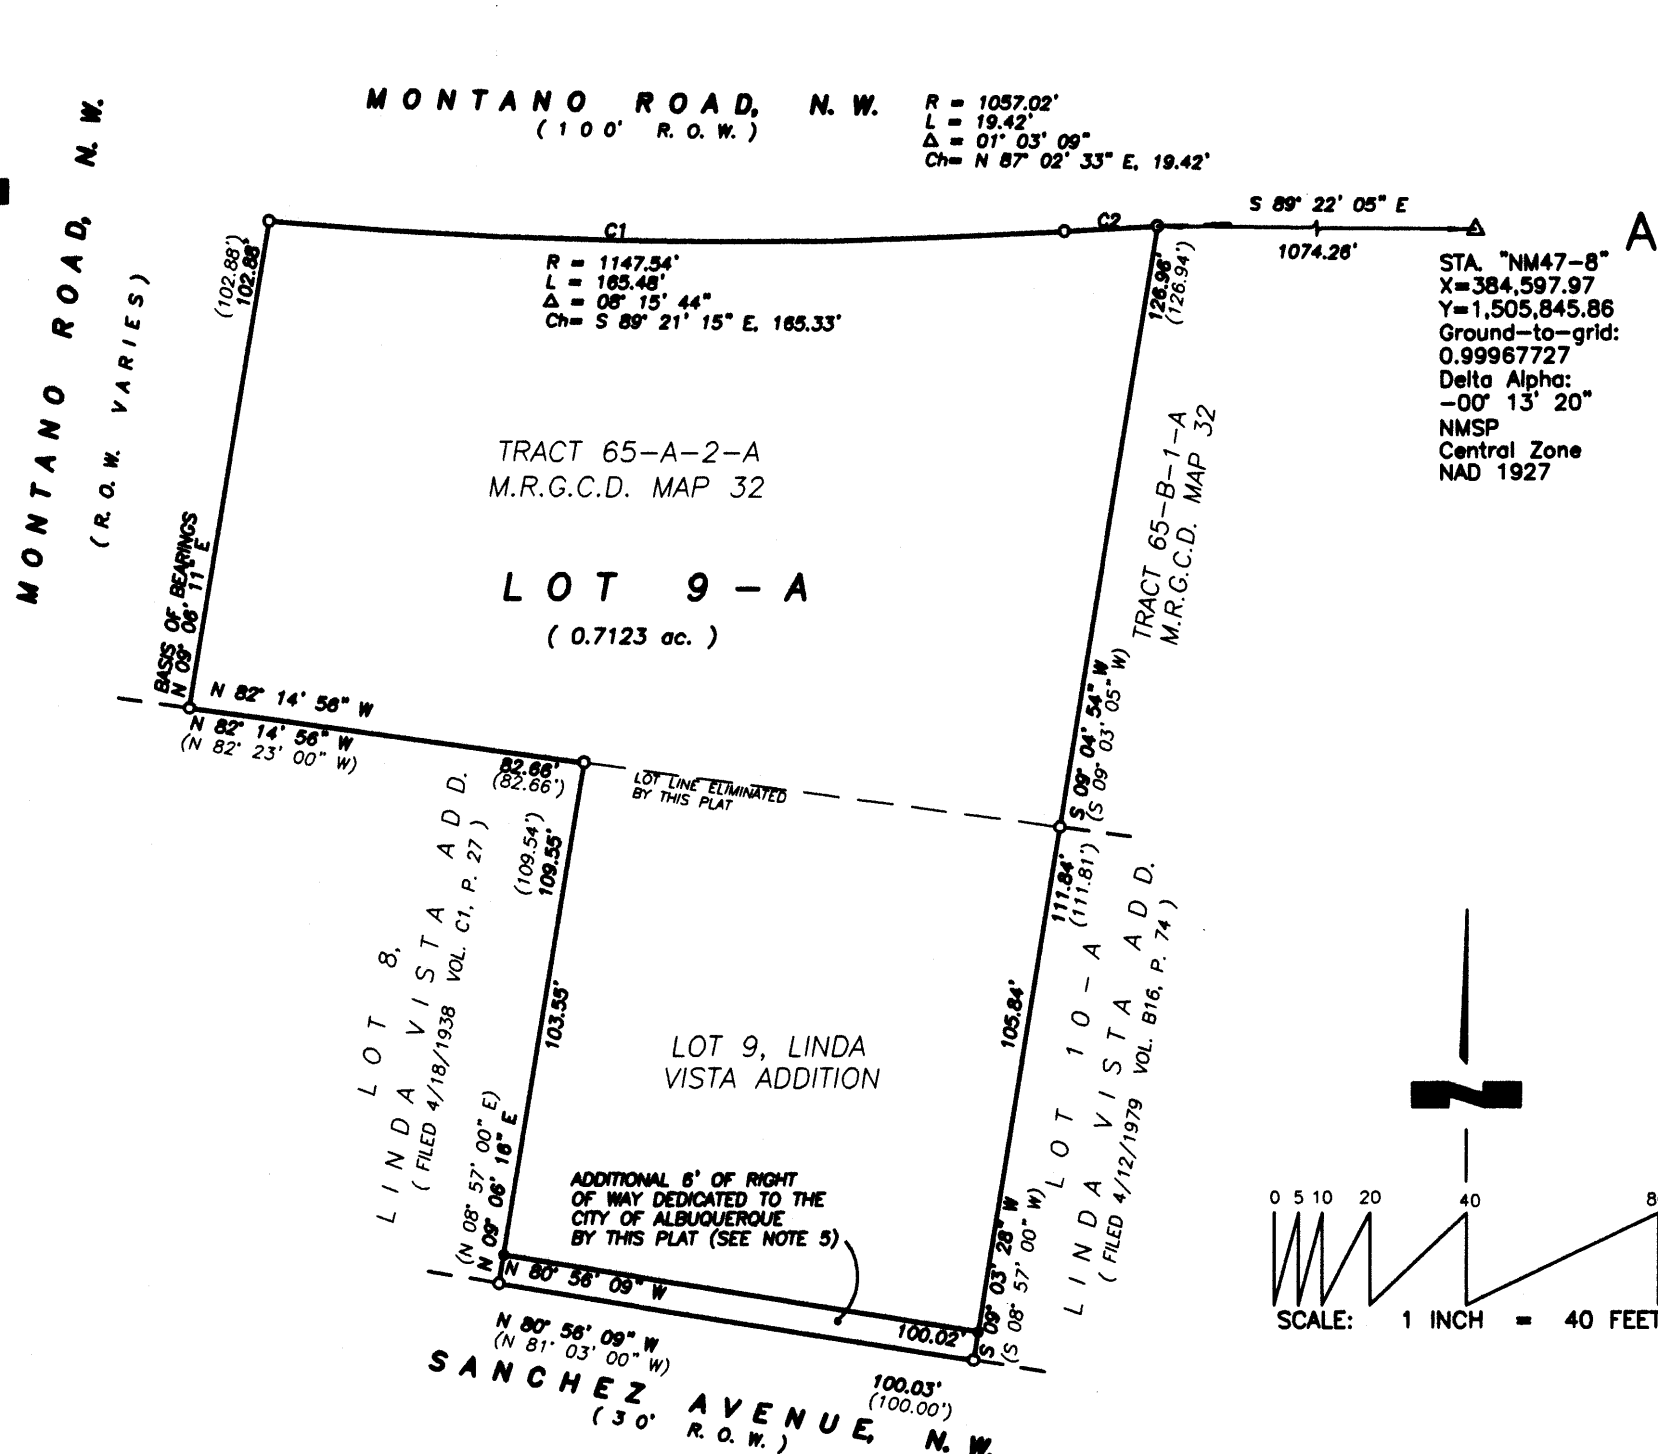 MONTANO ROAD, N.W.
(100' R.O.W.)
R = 1057.02'
L = 19.42'
Δ = 01° 03' 09"
Ch= N 87° 02' 33" E, 19.42'
MONTANO ROAD, N.W.
(R.O.W. VARIES)
C1
C2
S 89° 22' 05" E
1074.26'
A
STA. "NM47-8"
X=384,597.97
Y=1,505,845.86
Ground-to-grid:
0.99967727
Delta Alpha:
-00° 13' 20"
NMSP
Central Zone
NAD 1927
(102.88')
102.88'
R = 1147.54'
L = 165.48'
Δ = 08° 15' 44"
Ch= S 89° 21' 15" E, 165.33'
126.96'
(126.94')
TRACT 65-A-2-A
M.R.G.C.D. MAP 32
TRACT 65-B-1-A
M.R.G.C.D. MAP 32
LOT 9-A
( 0.7123 ac. )
BASIS OF BEARINGS
N 09° 06' 11" E
S 09° 04' 54" W
(S 09° 03' 05" W)
N 82° 14' 56" W
N 82° 14' 56" W
(N 82° 23' 00" W)
82.66'
(82.66')
LOT LINE ELIMINATED
BY THIS PLAT
(109.54')
109.55'
111.84'
(111.81')
LOT 8,
LINDA VISTA ADD.
( FILED 4/18/1938 VOL. C1, P. 27 )
103.55'
105.84'
LOT 9, LINDA
VISTA ADDITION
LOT 10-A
LINDA VISTA ADD.
( FILED 4/12/1979 VOL. B16, P. 74 )
(N 08° 57' 00" E)
N 09° 06' 16" E
ADDITIONAL 6' OF RIGHT
OF WAY DEDICATED TO THE
CITY OF ALBUQUERQUE
BY THIS PLAT (SEE NOTE 5)
S 09° 03' 28" W
(S 08° 57' 00" W)
N 80° 56' 09" W
100.02'
N 80° 56' 09" W
(N 81° 03' 00" W)
100.03'
(100.00')
SANCHEZ AVENUE, N.W.
(30' R.O.W.)
N
0 5 10 20 40 8
SCALE: 1 INCH = 40 FEET